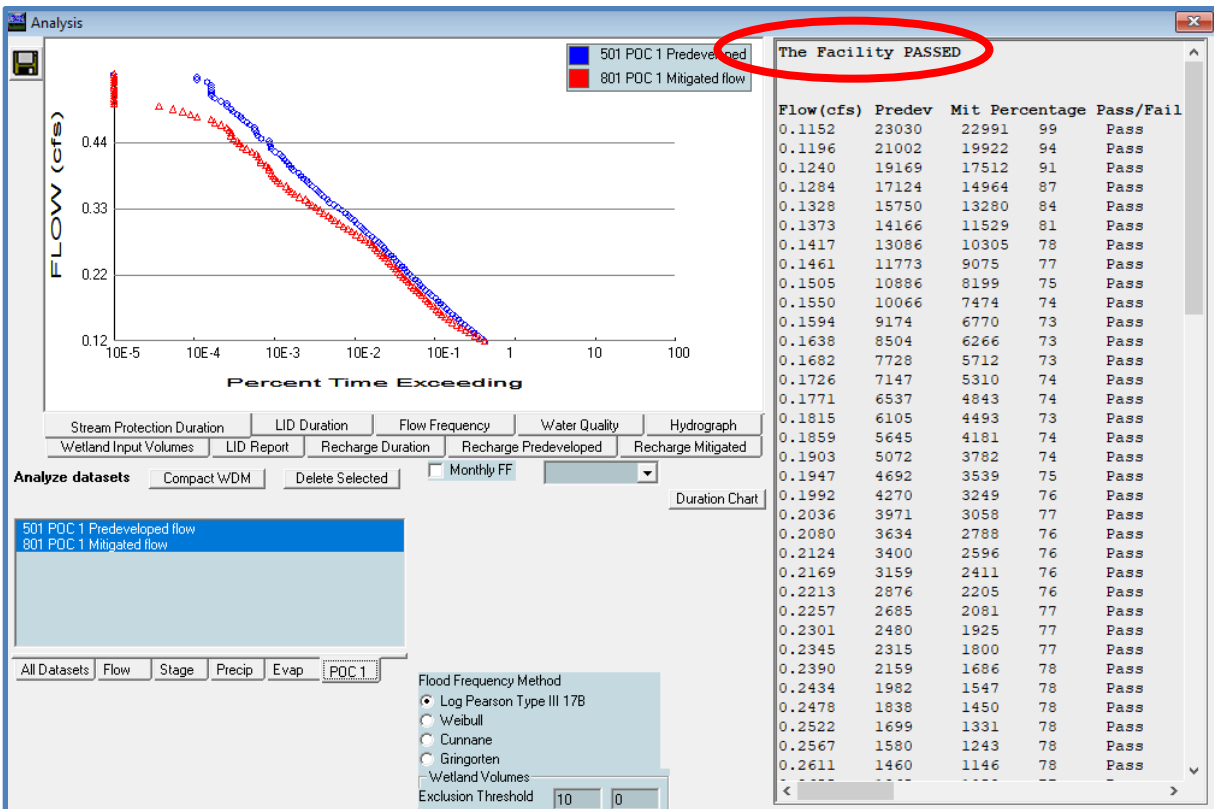 Analysis
501 POC 1 Predeveloped
801 POC 1 Mitigated flow
FLOW (cfs)
0.44
0.33
0.22
0.12
10E-5 10E-4 10E-3 10E-2 10E-1 1 10 100
Percent Time Exceeding
Stream Protection Duration LID Duration Flow Frequency Water Quality Hydrograph
Wetland Input Volumes LID Report Recharge Duration Recharge Predeveloped Recharge Mitigated
Analyze datasets Compact WDM Delete Selected Monthly FF
Duration Chart
501 POC 1 Predeveloped flow
801 POC 1 Mitigated flow
All Datasets Flow Stage Precip Evap POC 1
Flood Frequency Method
Log Pearson Type III 17B
Weibull
Cunnane
Gringorten
Wetland Volumes
Exclusion Threshold 10 0
The Facility PASSED
Flow(cfs) Predev Mit Percentage Pass/Fail
0.1152 23030 22991 99 Pass
0.1196 21002 19922 94 Pass
0.1240 19169 17512 91 Pass
0.1284 17124 14964 87 Pass
0.1328 15750 13280 84 Pass
0.1373 14166 11529 81 Pass
0.1417 13086 10305 78 Pass
0.1461 11773 9075 77 Pass
0.1505 10886 8199 75 Pass
0.1550 10066 7474 74 Pass
0.1594 9174 6770 73 Pass
0.1638 8504 6266 73 Pass
0.1682 7728 5712 73 Pass
0.1726 7147 5310 74 Pass
0.1771 6537 4843 74 Pass
0.1815 6105 4493 73 Pass
0.1859 5645 4181 74 Pass
0.1903 5072 3782 74 Pass
0.1947 4692 3539 75 Pass
0.1992 4270 3249 76 Pass
0.2036 3971 3058 77 Pass
0.2080 3634 2788 76 Pass
0.2124 3400 2596 76 Pass
0.2169 3159 2411 76 Pass
0.2213 2876 2205 76 Pass
0.2257 2685 2081 77 Pass
0.2301 2480 1925 77 Pass
0.2345 2315 1800 77 Pass
0.2390 2159 1686 78 Pass
0.2434 1982 1547 78 Pass
0.2478 1838 1450 78 Pass
0.2522 1699 1331 78 Pass
0.2567 1580 1243 78 Pass
0.2611 1460 1146 78 Pass